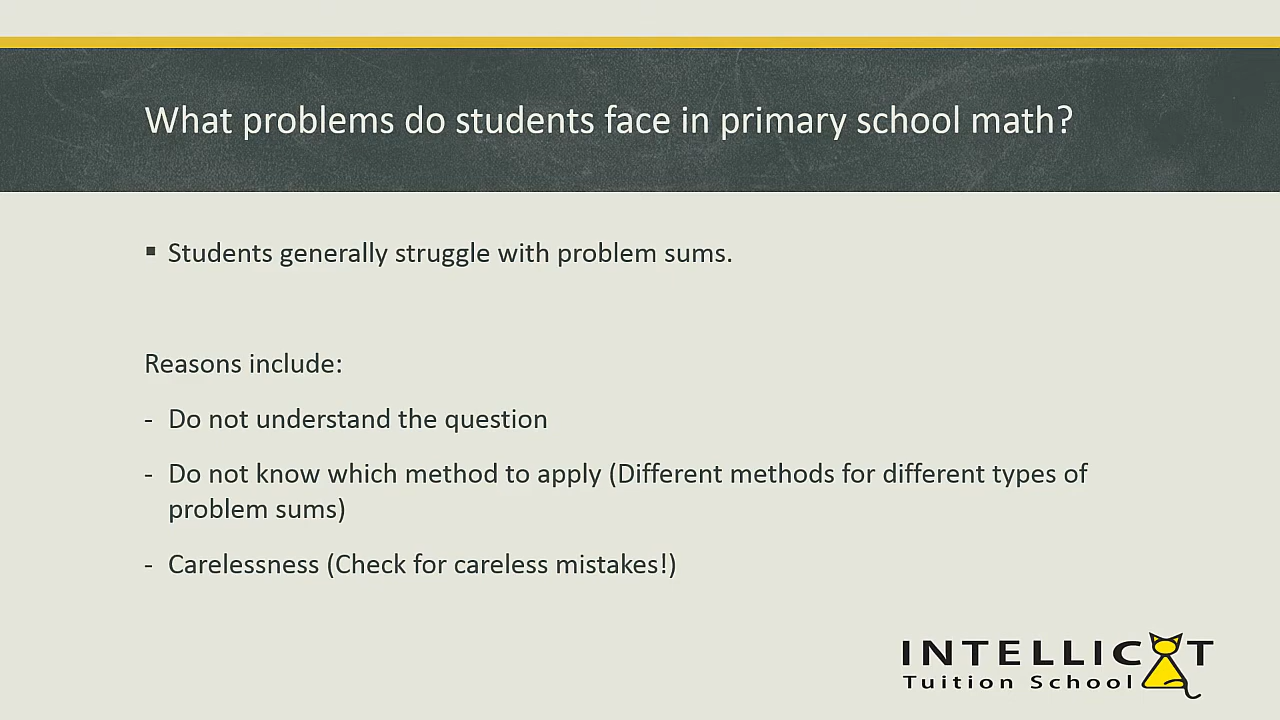 What problems do students face in primary school math?
▪ Students generally struggle with problem sums.
Reasons include:
- Do not understand the question
- Do not know which method to apply (Different methods for different types of
problem sums)
- Carelessness (Check for careless mistakes!)
INTELLICAT
Tuition School